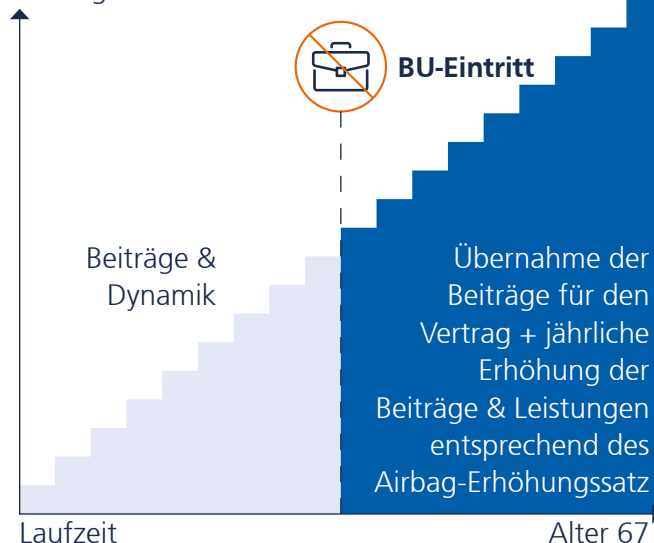 BU-Eintritt
Beiträge &
Dynamik
Übernahme der
Beiträge für den
Vertrag + jährliche
Erhöhung der
Beiträge & Leistungen
entsprechend des
Airbag-Erhöhungssatz
Laufzeit
Alter 67